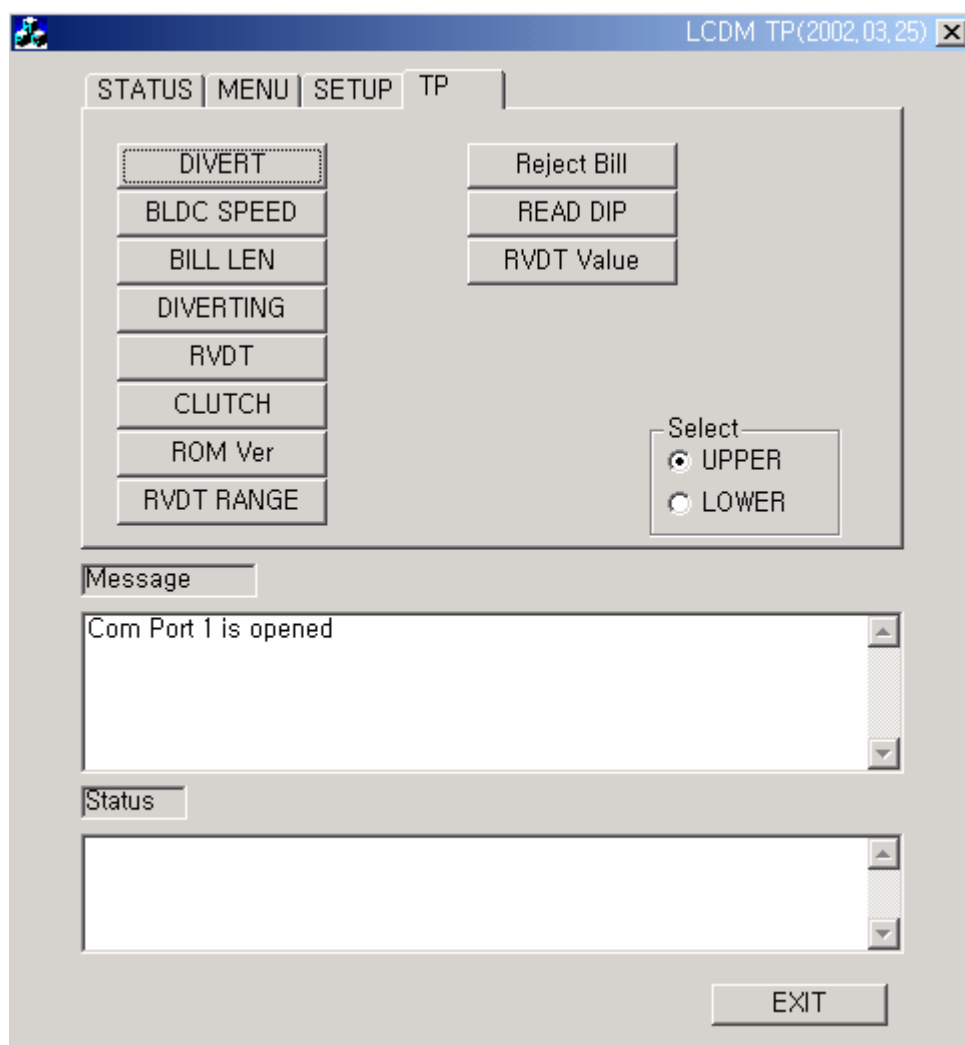 LCDM TP(2002,03,25)
STATUS MENU SETUP TP
DIVERT
BLDC SPEED
BILL LEN
DIVERTING
RVDT
CLUTCH
ROM Ver
RVDT RANGE
Reject Bill
READ DIP
RVDT Value
Select
UPPER
LOWER
Message
Com Port 1 is opened
Status
EXIT